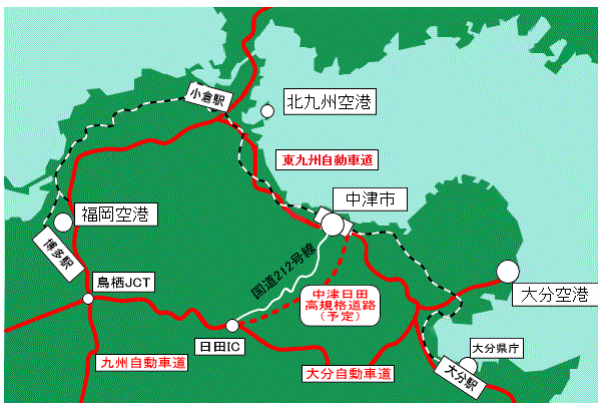 小倉駅
北九州空港
東九州自動車道
中津市
福岡空港
博多駅
国道212号線
鳥栖JCT
中津日田
高規格道路
(予定)
大分空港
日田IC
大分県庁
九州自動車道
大分自動車道
大分駅